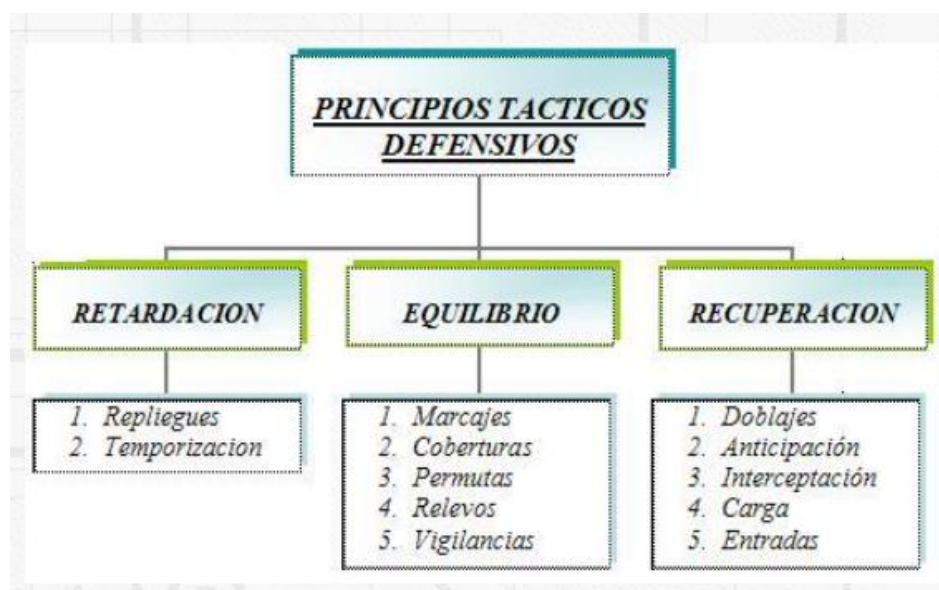 PRINCIPIOS TACTICOS
DEFENSIVOS
RETARDACION
EQUILIBRIO
RECUPERACION
1. Repliegues
2. Temporizacion
1. Marcajes
2. Coberturas
3. Permutas
4. Relevos
5. Vigilancias
1. Doblajes
2. Anticipación
3. Interceptación
4. Carga
5. Entradas